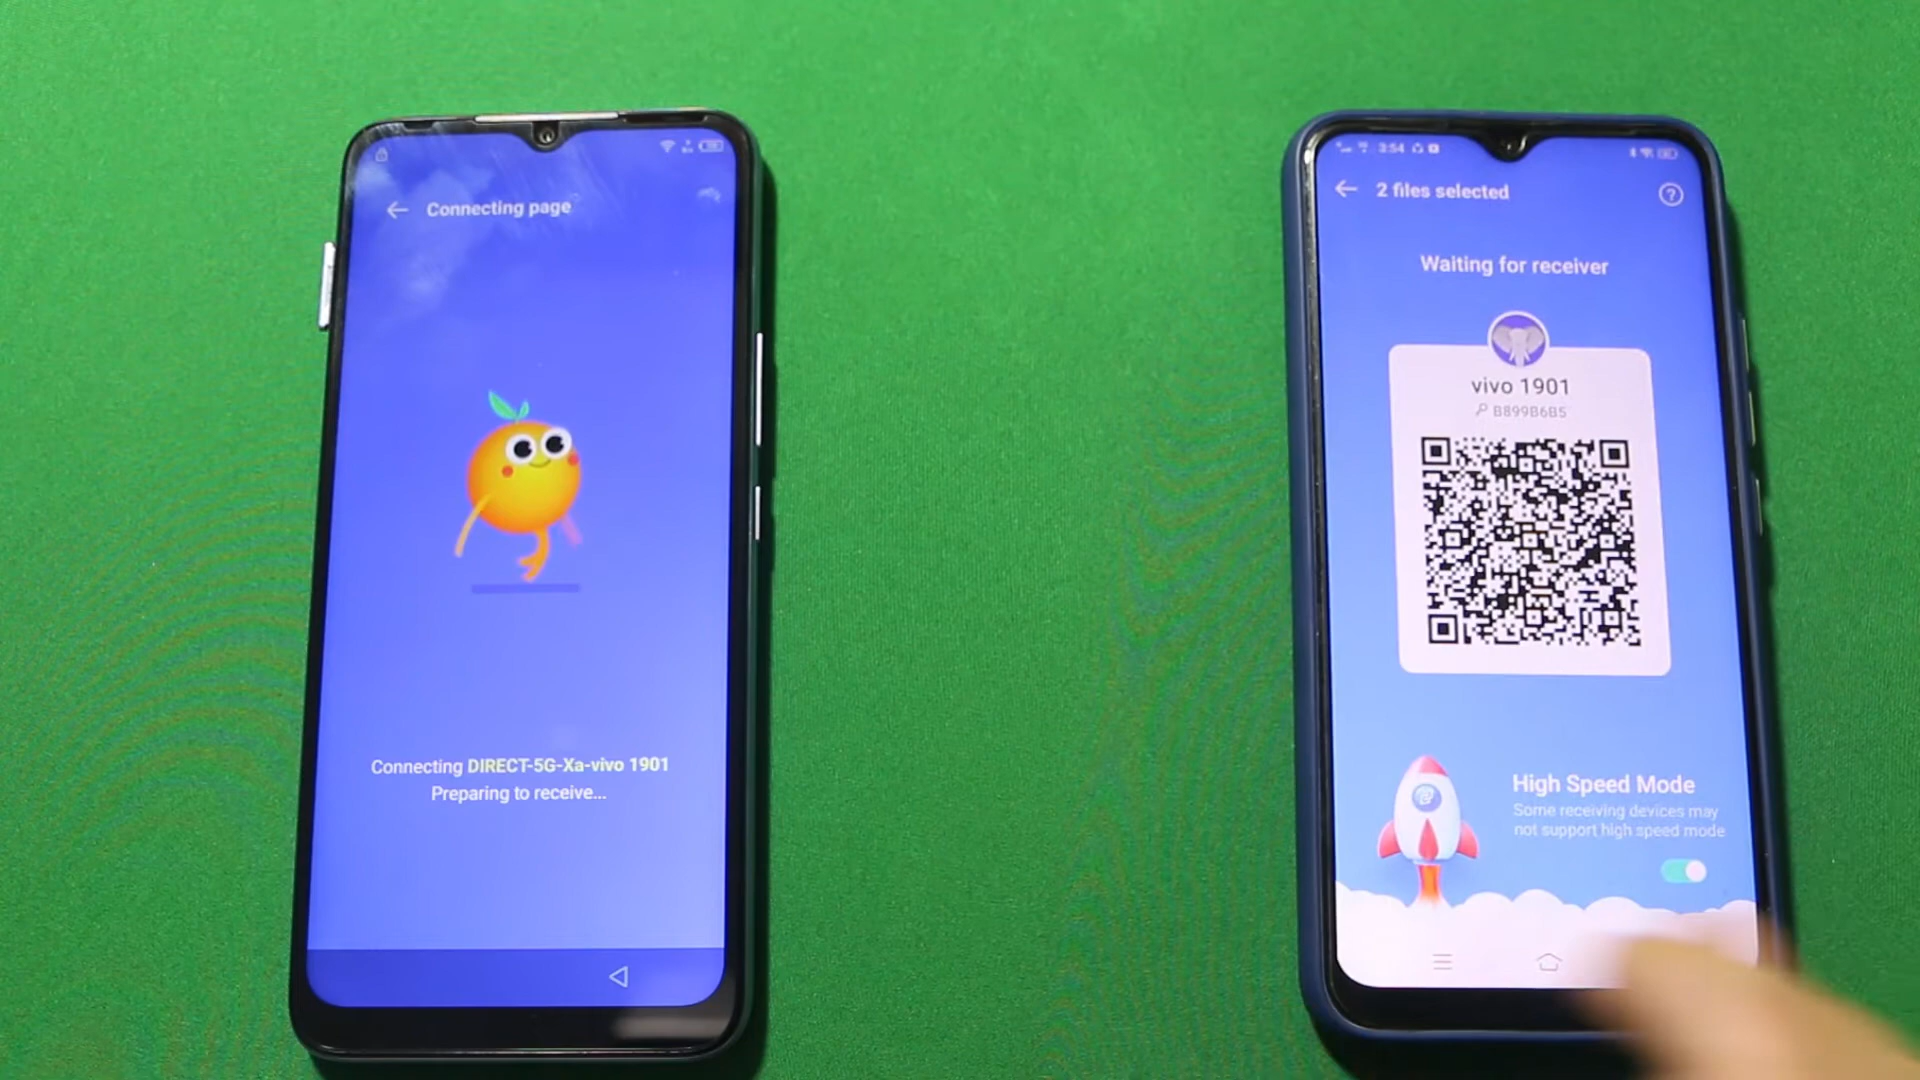 Connecting page
Connecting DIRECT-5G-Xa-vivo 1901
Preparing to receive...
3:54
2 files selected
Waiting for receiver
vivo 1901
B899B6B5
High Speed Mode
Some receiving devices may
not support high speed mode